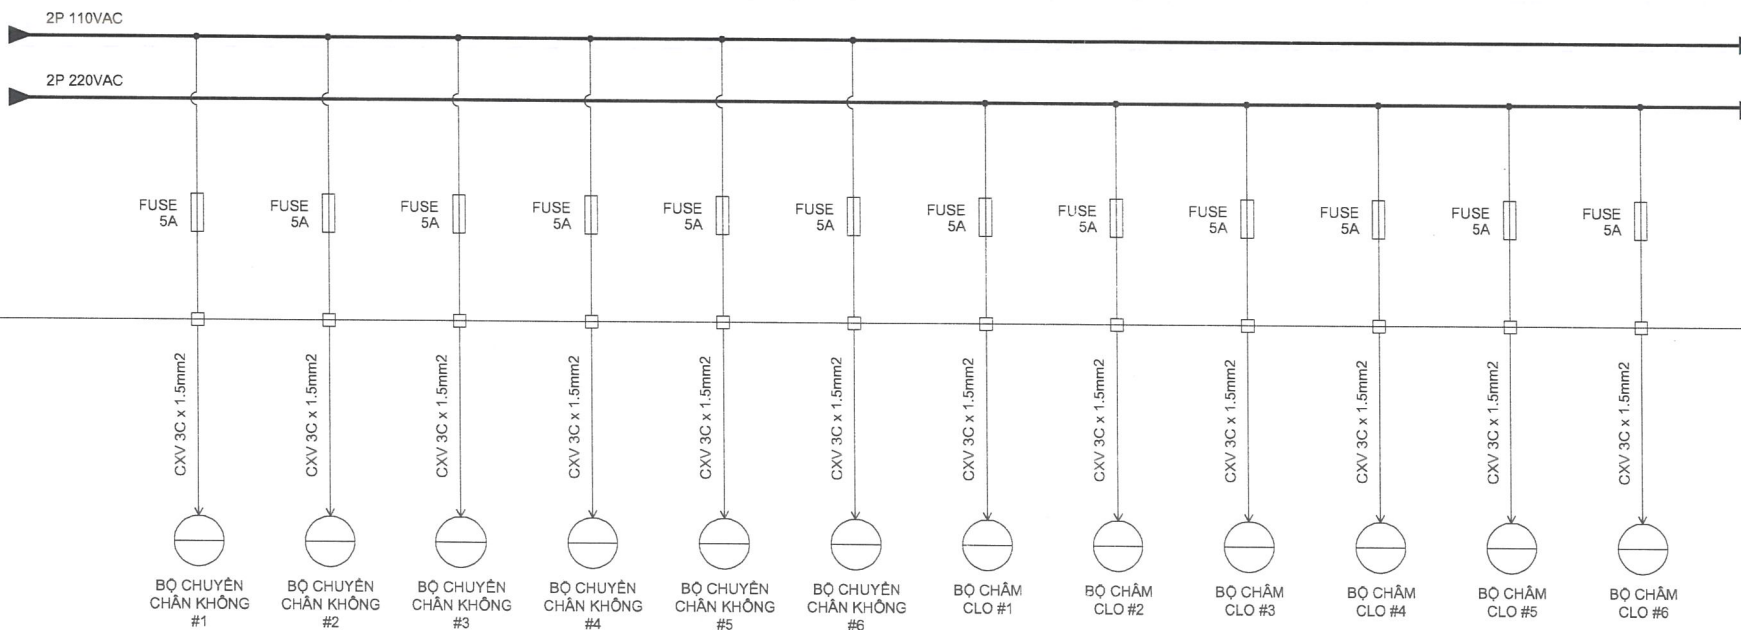 2P 110VAC
2P 220VAC
FUSE
5A
FUSE
5A
FUSE
5A
FUSE
5A
FUSE
5A
FUSE
5A
FUSE
5A
FUSE
5A
FUSE
5A
FUSE
5A
FUSE
5A
FUSE
5A
CXV 3C x 1.5mm2
CXV 3C x 1.5mm2
CXV 3C x 1.5mm2
CXV 3C x 1.5mm2
CXV 3C x 1.5mm2
CXV 3C x 1.5mm2
CXV 3C x 1.5mm2
CXV 3C x 1.5mm2
CXV 3C x 1.5mm2
CXV 3C x 1.5mm2
CXV 3C x 1.5mm2
CXV 3C x 1.5mm2
BỘ CHUYỂN
CHÂN KHÔNG
#1
BỘ CHUYỂN
CHÂN KHÔNG
#2
BỘ CHUYỂN
CHÂN KHÔNG
#3
BỘ CHUYỂN
CHÂN KHÔNG
#4
BỘ CHUYỂN
CHÂN KHÔNG
#5
BỘ CHUYỂN
CHÂN KHÔNG
#6
BỘ CHÂM
CLO #1
BỘ CHÂM
CLO #2
BỘ CHÂM
CLO #3
BỘ CHÂM
CLO #4
BỘ CHÂM
CLO #5
BỘ CHÂM
CLO #6